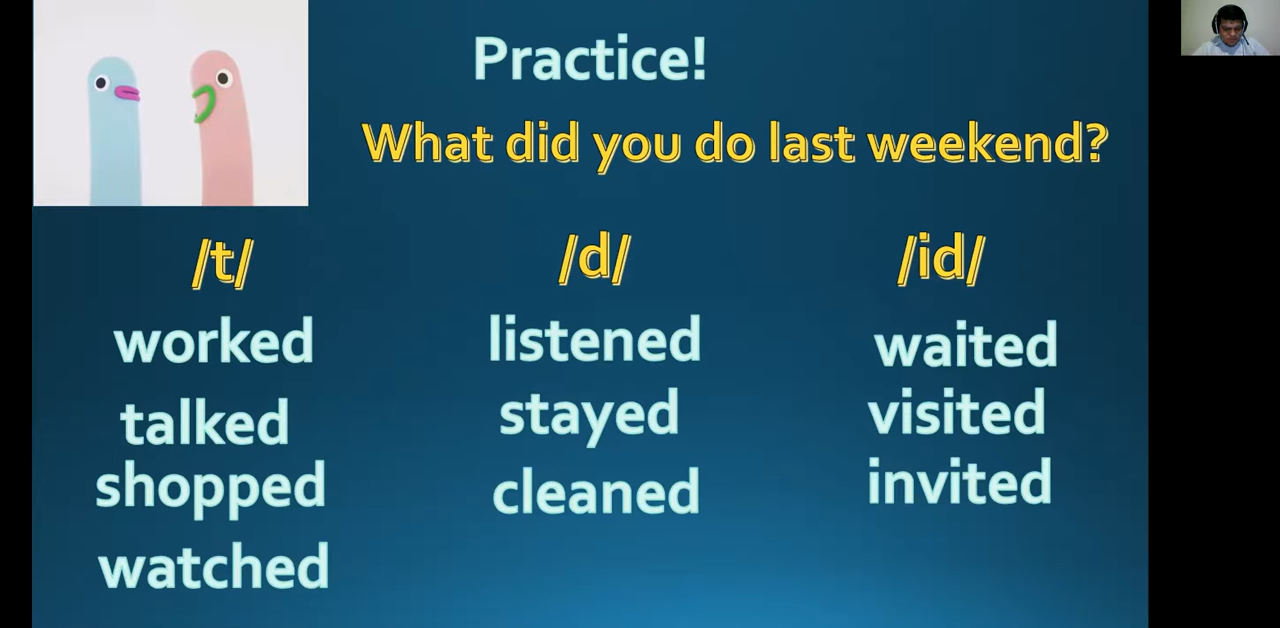 Practice!
What did you do last weekend?
/t/ /d/ /id/
worked listened waited
talked stayed visited
shopped cleaned invited
watched